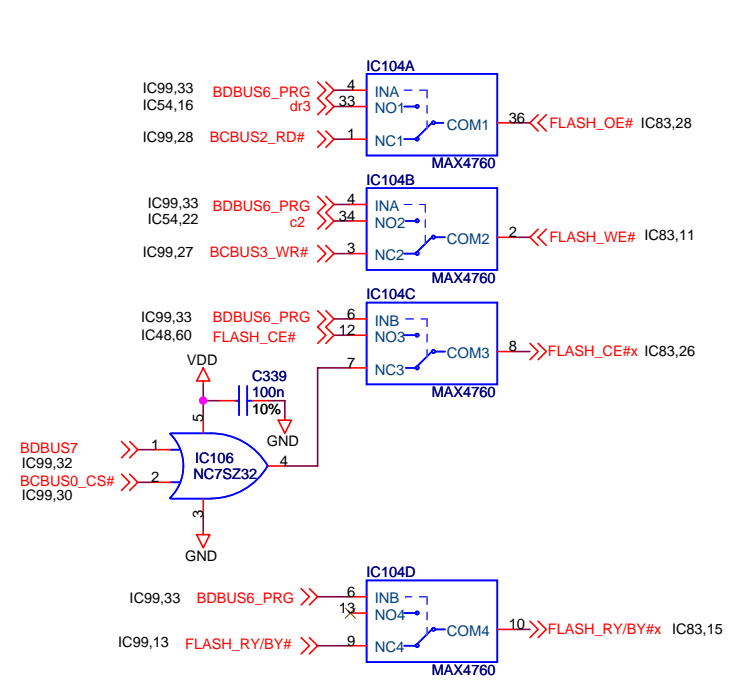 IC104A
IC99,33 BDBUS6_PRG 4 INA
IC54,16 dr3 33 NO1
COM1 36 FLASH_OE# IC83,28
IC99,28 BCBUS2_RD# 1 NC1
MAX4760
IC104B
IC99,33 BDBUS6_PRG 4 INA
IC54,22 c2 34 NO2
COM2 2 FLASH_WE# IC83,11
IC99,27 BCBUS3_WR# 3 NC2
MAX4760
IC104C
IC99,33 BDBUS6_PRG 6 INB
IC48,60 FLASH_CE# 12 NO3
COM3 8 FLASH_CE#x IC83,26
VDD
7 NC3
C339
MAX4760
100n
10%
5
GND
BDBUS7 1
IC99,32
IC106
4
NC7SZ32
BCBUS0_CS# 2
IC99,30
3
GND
IC104D
IC99,33 BDBUS6_PRG 6 INB
13 NO4
COM4 10 FLASH_RY/BY#x IC83,15
IC99,13 FLASH_RY/BY# 9 NC4
MAX4760